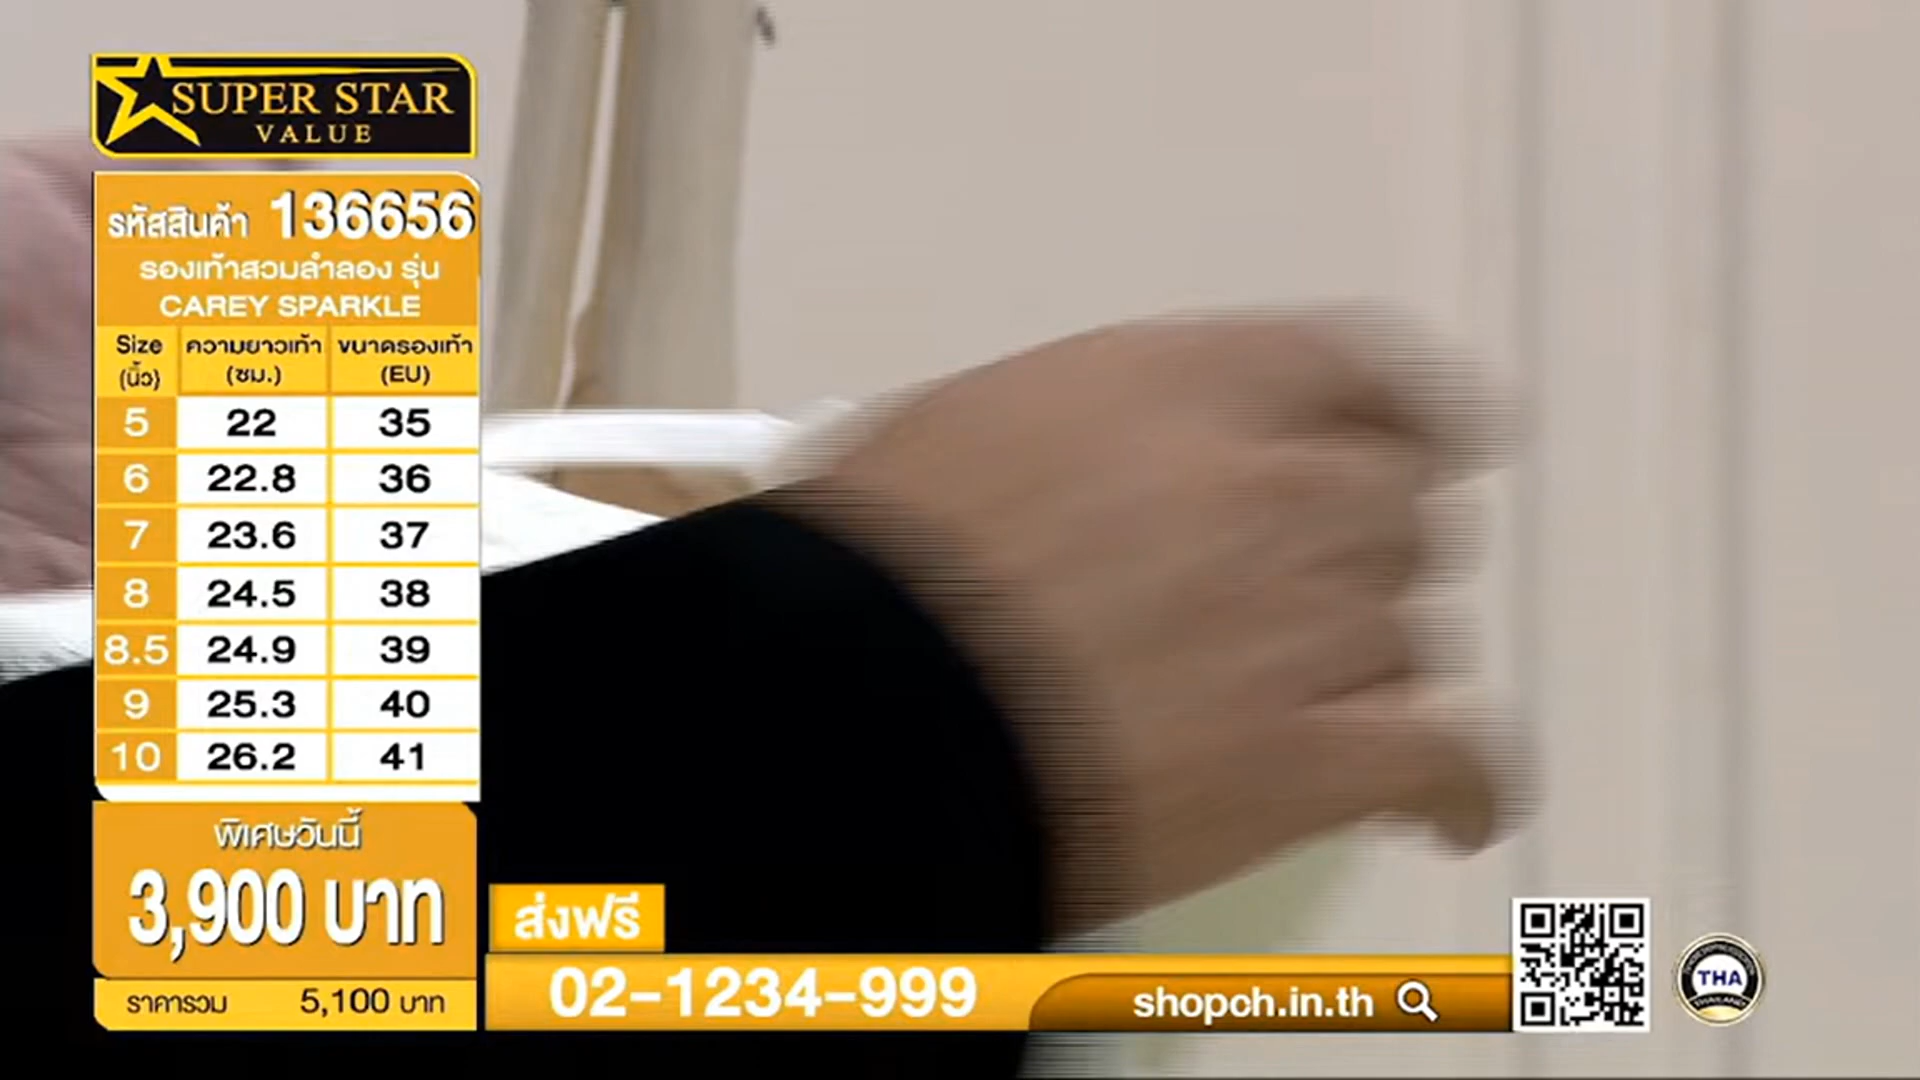 SUPER STAR
VALUE
รหัสสินค้า 136656
รองเท้าสวมลำลอง รุ่น
CAREY SPARKLE
Size (นิ้ว) ความยาวเท้า (ซม.) ขนาดรองเท้า (EU)
5 22 35
6 22.8 36
7 23.6 37
8 24.5 38
8.5 24.9 39
9 25.3 40
10 26.2 41
พิเศษวันนี้
3,900 บาท
ราคารวม 5,100 บาท
ส่งฟรี
02-1234-999
shopch.in.th
THA